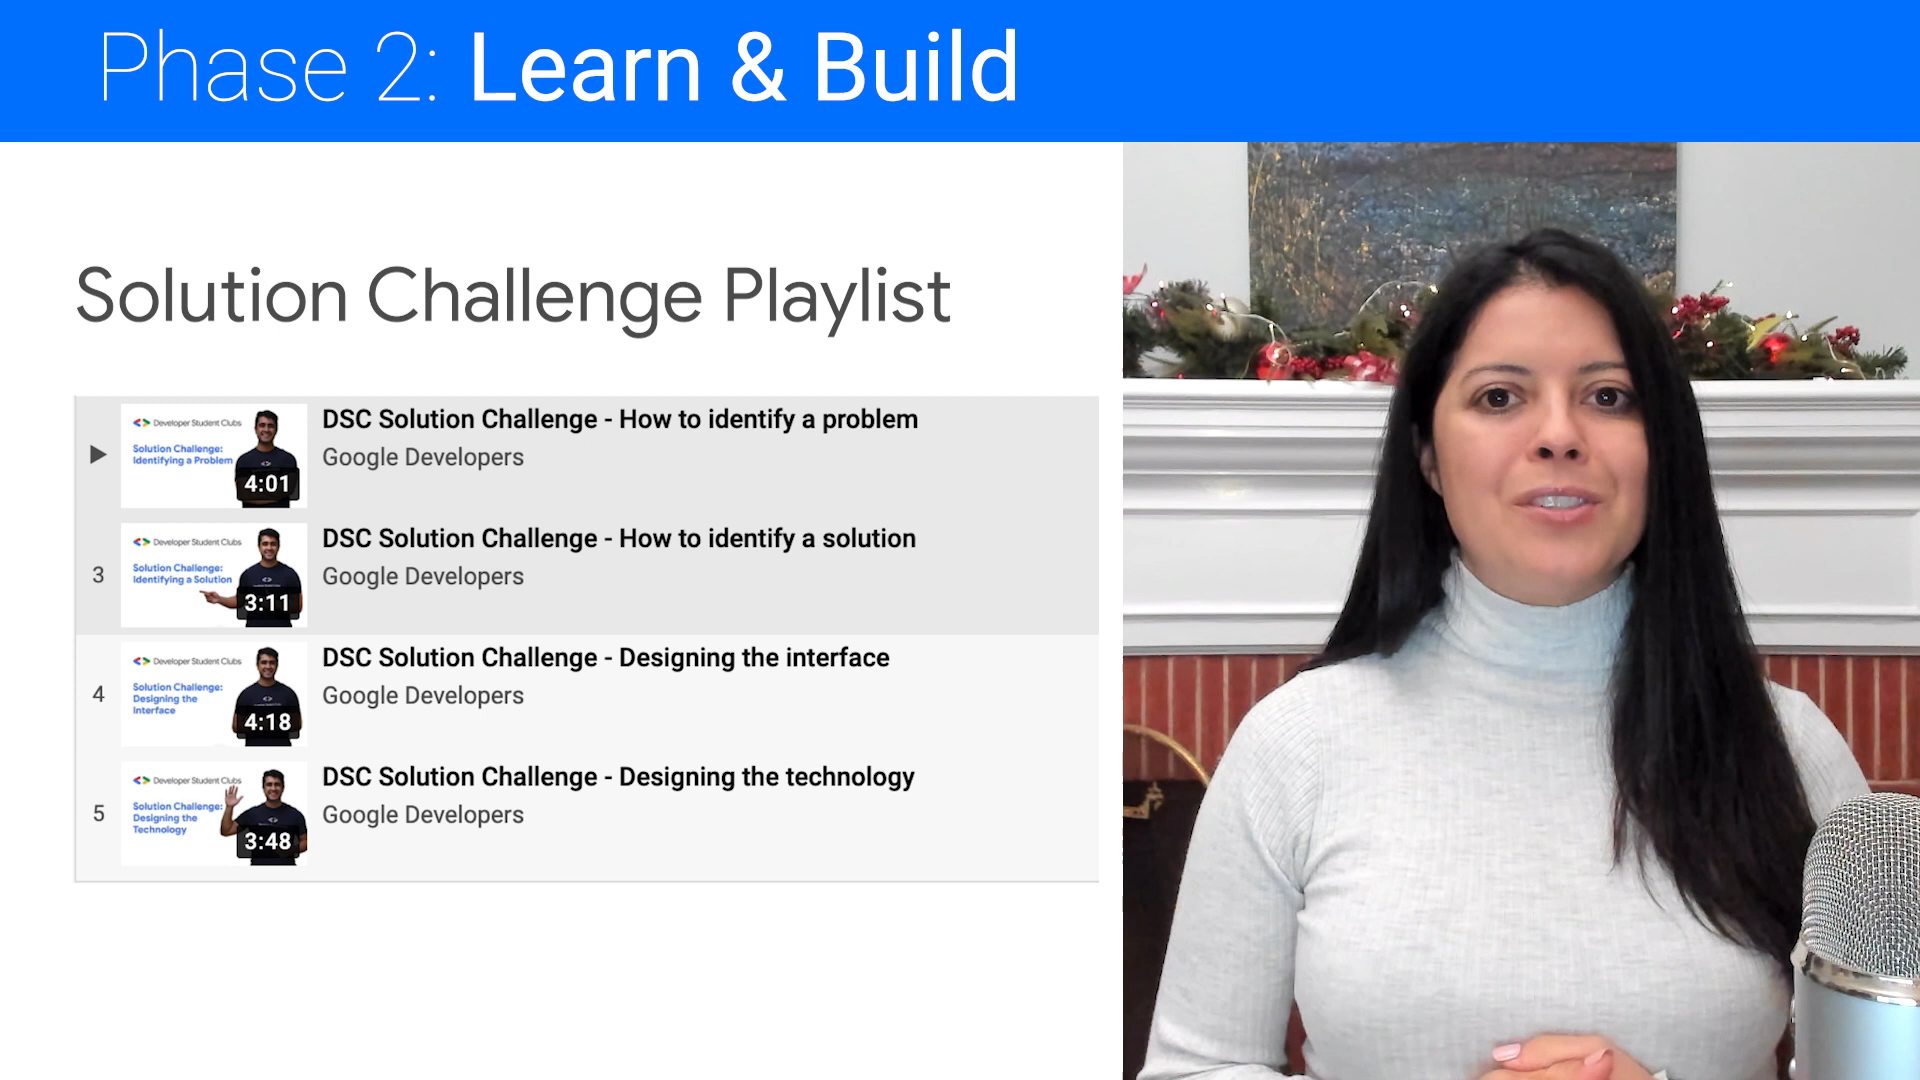 Phase 2: Learn & Build
Solution Challenge Playlist
Developer Student Clubs
Solution Challenge:
Identifying a Problem
4:01
DSC Solution Challenge - How to identify a problem
Google Developers
3
Developer Student Clubs
Solution Challenge:
Identifying a Solution
3:11
DSC Solution Challenge - How to identify a solution
Google Developers
4
Developer Student Clubs
Solution Challenge:
Designing the
Interface
4:18
DSC Solution Challenge - Designing the interface
Google Developers
5
Developer Student Clubs
Solution Challenge:
Designing the
Technology
3:48
DSC Solution Challenge - Designing the technology
Google Developers